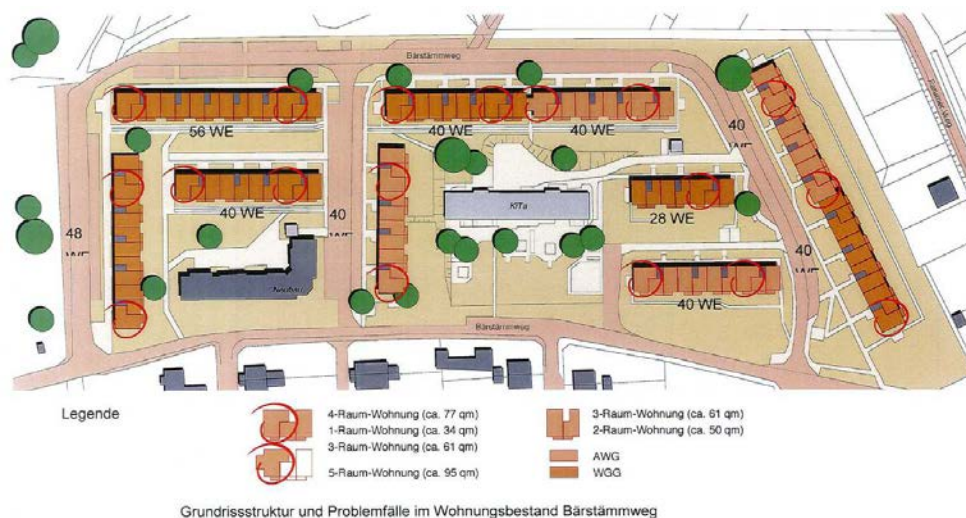 Bärstämmweg
56 WE
40 WE
40 WE
40
40 WE
KiTa
28 WE
48
40
Neubau
40
40 WE
Bärstämmweg
Legende
4-Raum-Wohnung (ca. 77 qm)
1-Raum-Wohnung (ca. 34 qm)
3-Raum-Wohnung (ca. 61 qm)
5-Raum-Wohnung (ca. 95 qm)
3-Raum-Wohnung (ca. 61 qm)
2-Raum-Wohnung (ca. 50 qm)
AWG
WGG
Grundrissstruktur und Problemfälle im Wohnungsbestand Bärstämmweg